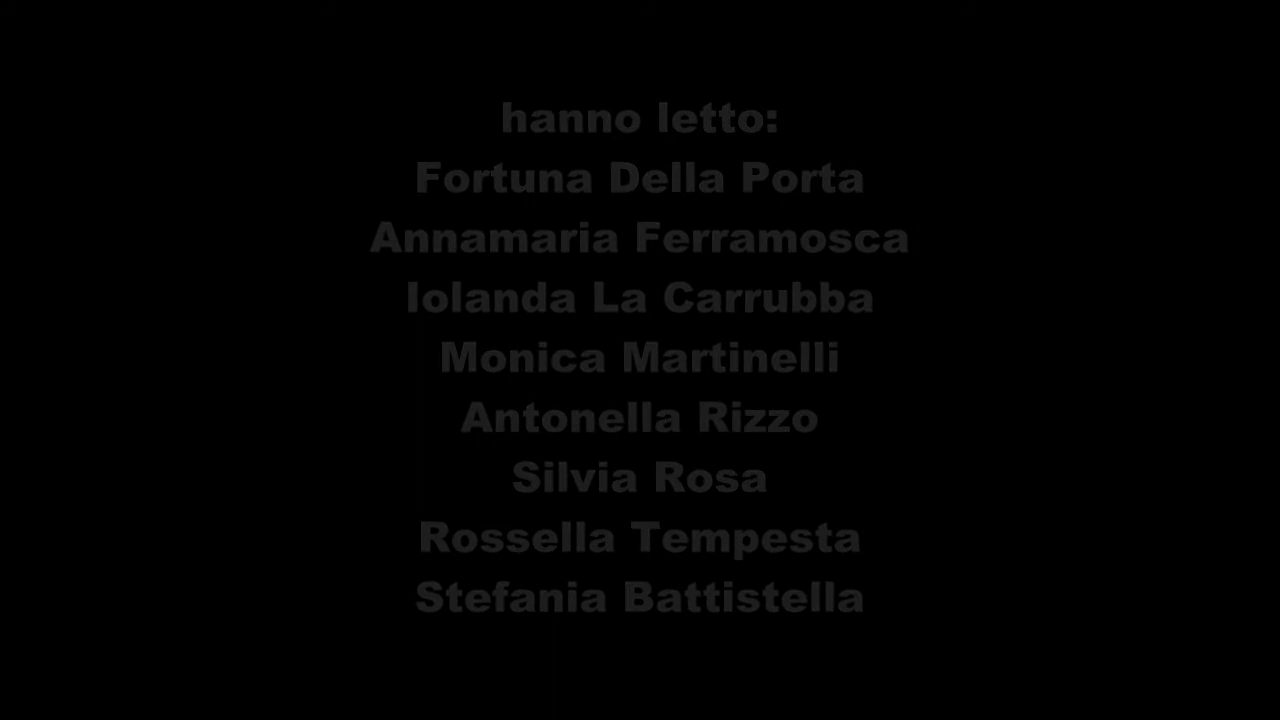 hanno letto:
Fortuna Della Porta
Annamaria Ferramosca
Iolanda La Carrubba
Monica Martinelli
Antonella Rizzo
Silvia Rosa
Rossella Tempesta
Stefania Battistella